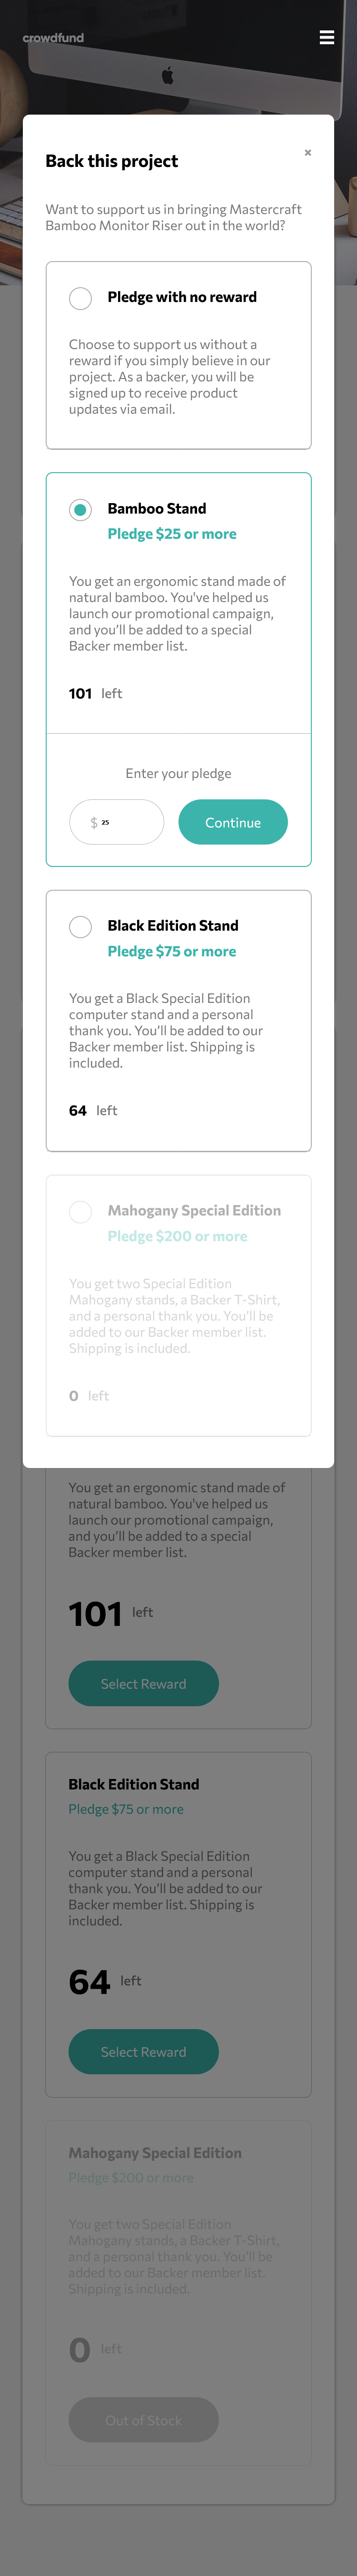 crowdfund
Back this project
Want to support us in bringing Mastercraft
Bamboo Monitor Riser out in the world?
Pledge with no reward
Choose to support us without a
reward if you simply believe in our
project. As a backer, you will be
signed up to receive product
updates via email.
Bamboo Stand
Pledge $25 or more
You get an ergonomic stand made of
natural bamboo. You've helped us
launch our promotional campaign,
and you'll be added to a special
Backer member list.
101 left
Enter your pledge
$ 25
Continue
Black Edition Stand
Pledge $75 or more
You get a Black Special Edition
computer stand and a personal
thank you. You'll be added to our
Backer member list. Shipping is
included.
64 left
Mahogany Special Edition
Pledge $200 or more
You get two Special Edition
Mahogany stands, a Backer T-Shirt,
and a personal thank you. You'll be
added to our Backer member list.
Shipping is included.
0 left
You get an ergonomic stand made of
natural bamboo. You've helped us
launch our promotional campaign,
and you'll be added to a special
Backer member list.
101 left
Select Reward
Black Edition Stand
Pledge $75 or more
You get a Black Special Edition
computer stand and a personal
thank you. You'll be added to our
Backer member list. Shipping is
included.
64 left
Select Reward
Mahogany Special Edition
Pledge $200 or more
You get two Special Edition
Mahogany stands, a Backer T-Shirt,
and a personal thank you. You'll be
added to our Backer member list.
Shipping is included.
0 left
Out of Stock